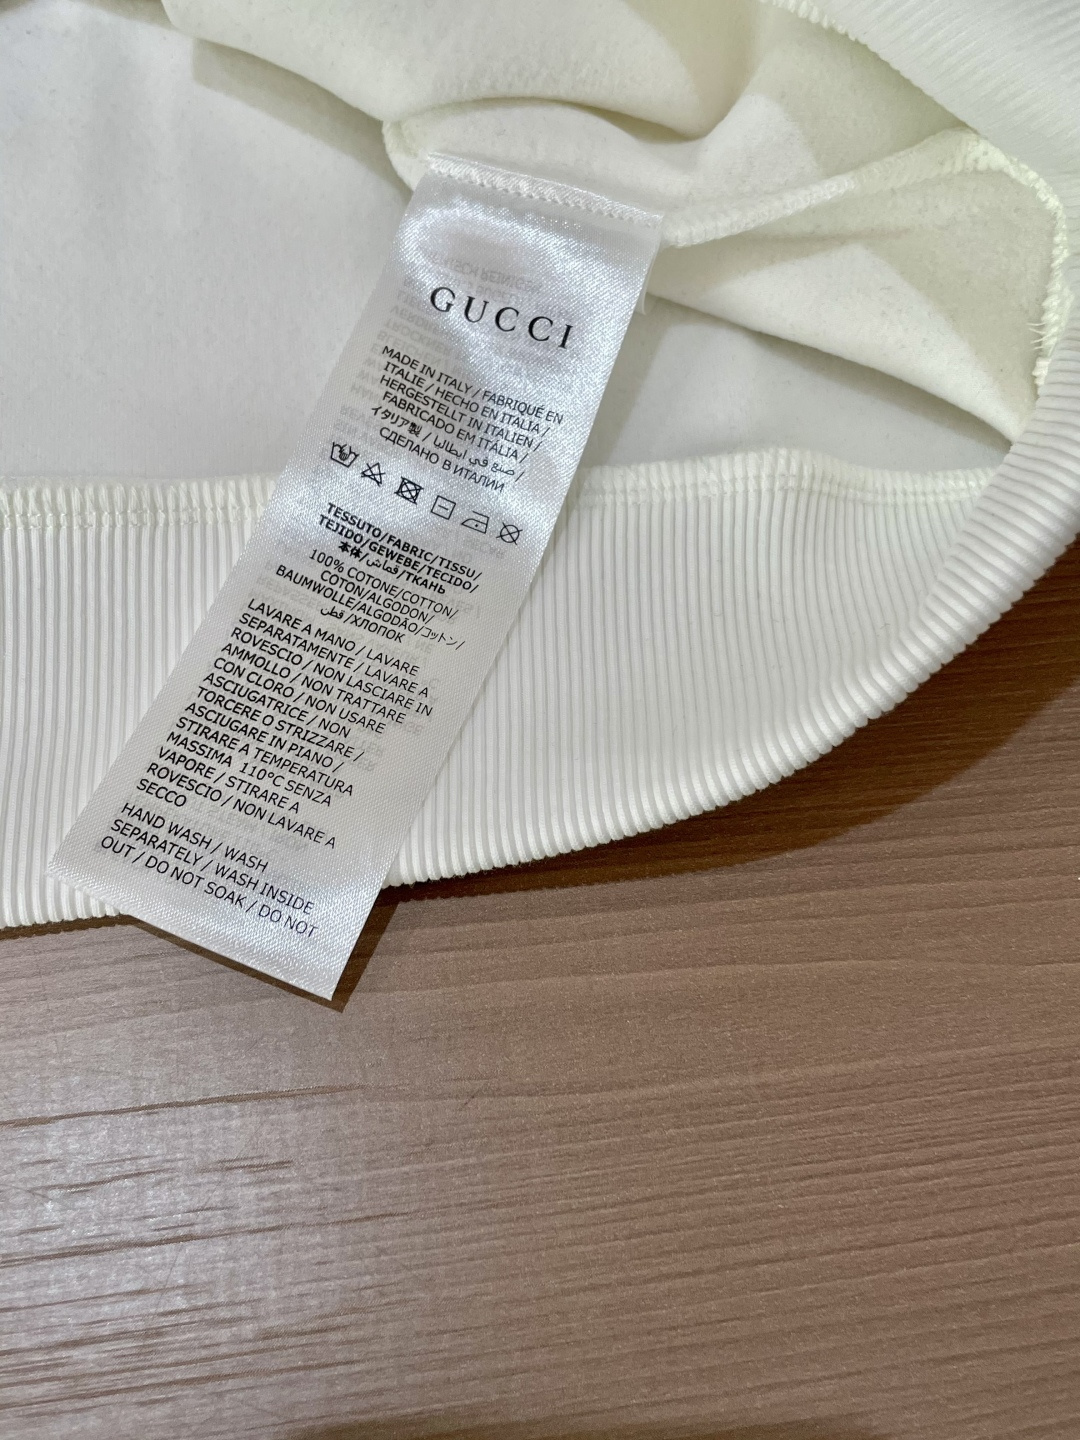 GUCCI
MADE IN ITALY / FABRIQUÉ EN
ITALIE / HECHO EN ITALIA /
HERGESTELLT IN ITALIEN /
FABRICADO EM ITÁLIA /
イタリア製 / صنع في ايطاليا /
СДЕЛАНО В ИТАЛИИ
TESSUTO/FABRIC/TISSU/
TEJIDO/GEWEBE/TECIDO/
本体/قماش/ТКАНЬ
100% COTONE/COTTON/
COTON/ALGODON/
BAUMWOLLE/ALGODÃO/コットン/
قطن/ХЛОПОК
LAVARE A MANO / LAVARE
SEPARATAMENTE / LAVARE A
ROVESCIO / NON LASCIARE IN
AMMOLLO / NON TRATTARE
CON CLORO / NON USARE
ASCIUGATRICE / NON
TORCERE O STRIZZARE /
ASCIUGARE IN PIANO /
STIRARE A TEMPERATURA
MASSIMA 110°C SENZA
VAPORE / STIRARE A
ROVESCIO / NON LAVARE A
SECCO
HAND WASH / WASH
SEPARATELY / WASH INSIDE
OUT / DO NOT SOAK / DO NOT